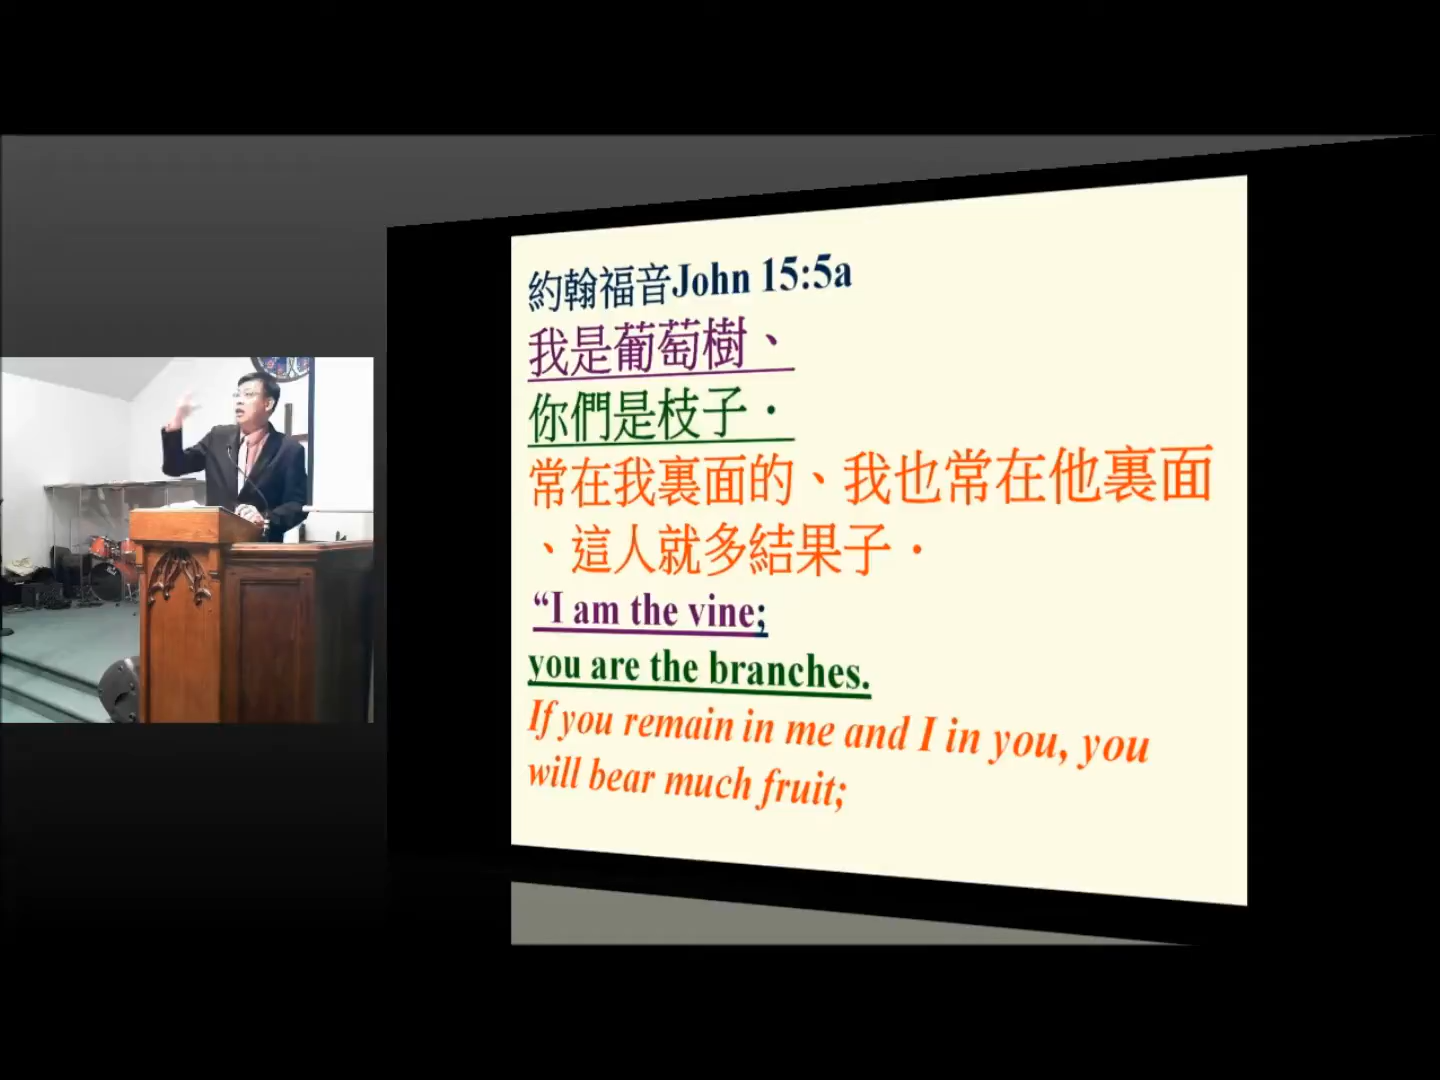 約翰福音John 15:5a
我是葡萄樹、
你們是枝子．
常在我裏面的、我也常在他裏面
、這人就多結果子．
“I am the vine;
you are the branches.
If you remain in me and I in you, you
will bear much fruit;